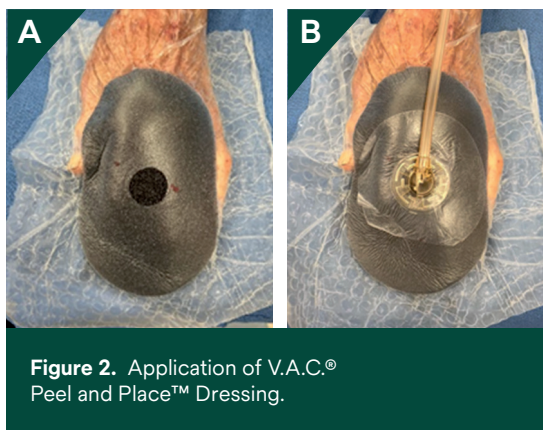 A
B
Figure 2. Application of V.A.C.®
Peel and Place™ Dressing.